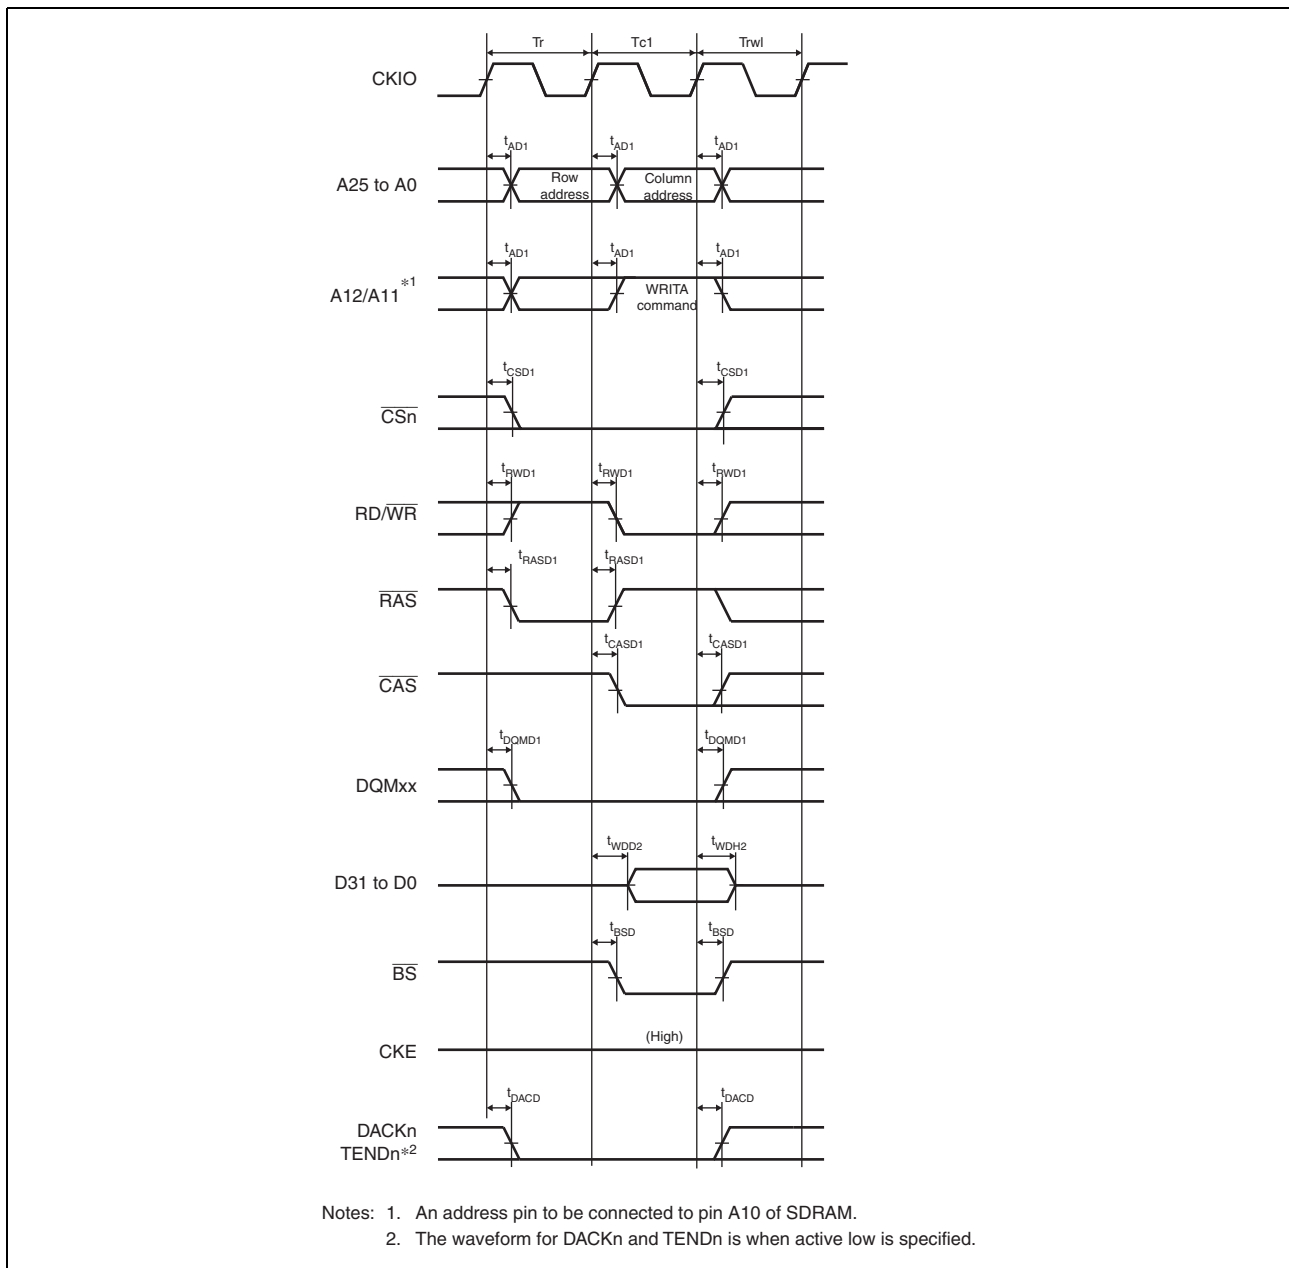 Tr Tc1 Trwl
CKIO
tAD1 tAD1 tAD1
A25 to A0
Row address
Column address
tAD1 tAD1 tAD1
A12/A11*1
WRITA command
tCSD1 tCSD1
CSn
tRWD1 tRWD1 tRWD1
RD/WR
tRASD1 tRASD1
RAS
tCASD1 tCASD1
CAS
tDQMD1 tDQMD1
DQMxx
tWDD2 tWDH2
D31 to D0
tBSD tBSD
BS
(High)
CKE
tDACD tDACD
DACKn
TENDn*2
Notes: 1. An address pin to be connected to pin A10 of SDRAM.
2. The waveform for DACKn and TENDn is when active low is specified.